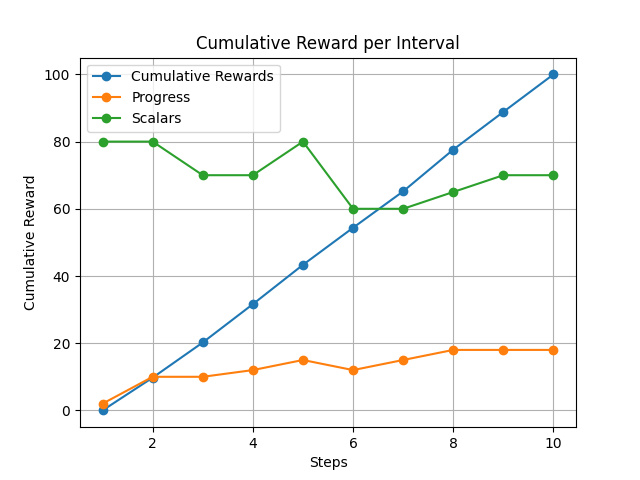 Cumulative Reward per Interval
Cumulative Rewards
Progress
Scalars
Cumulative Reward
100
80
60
40
20
0
2 4 6 8 10
Steps